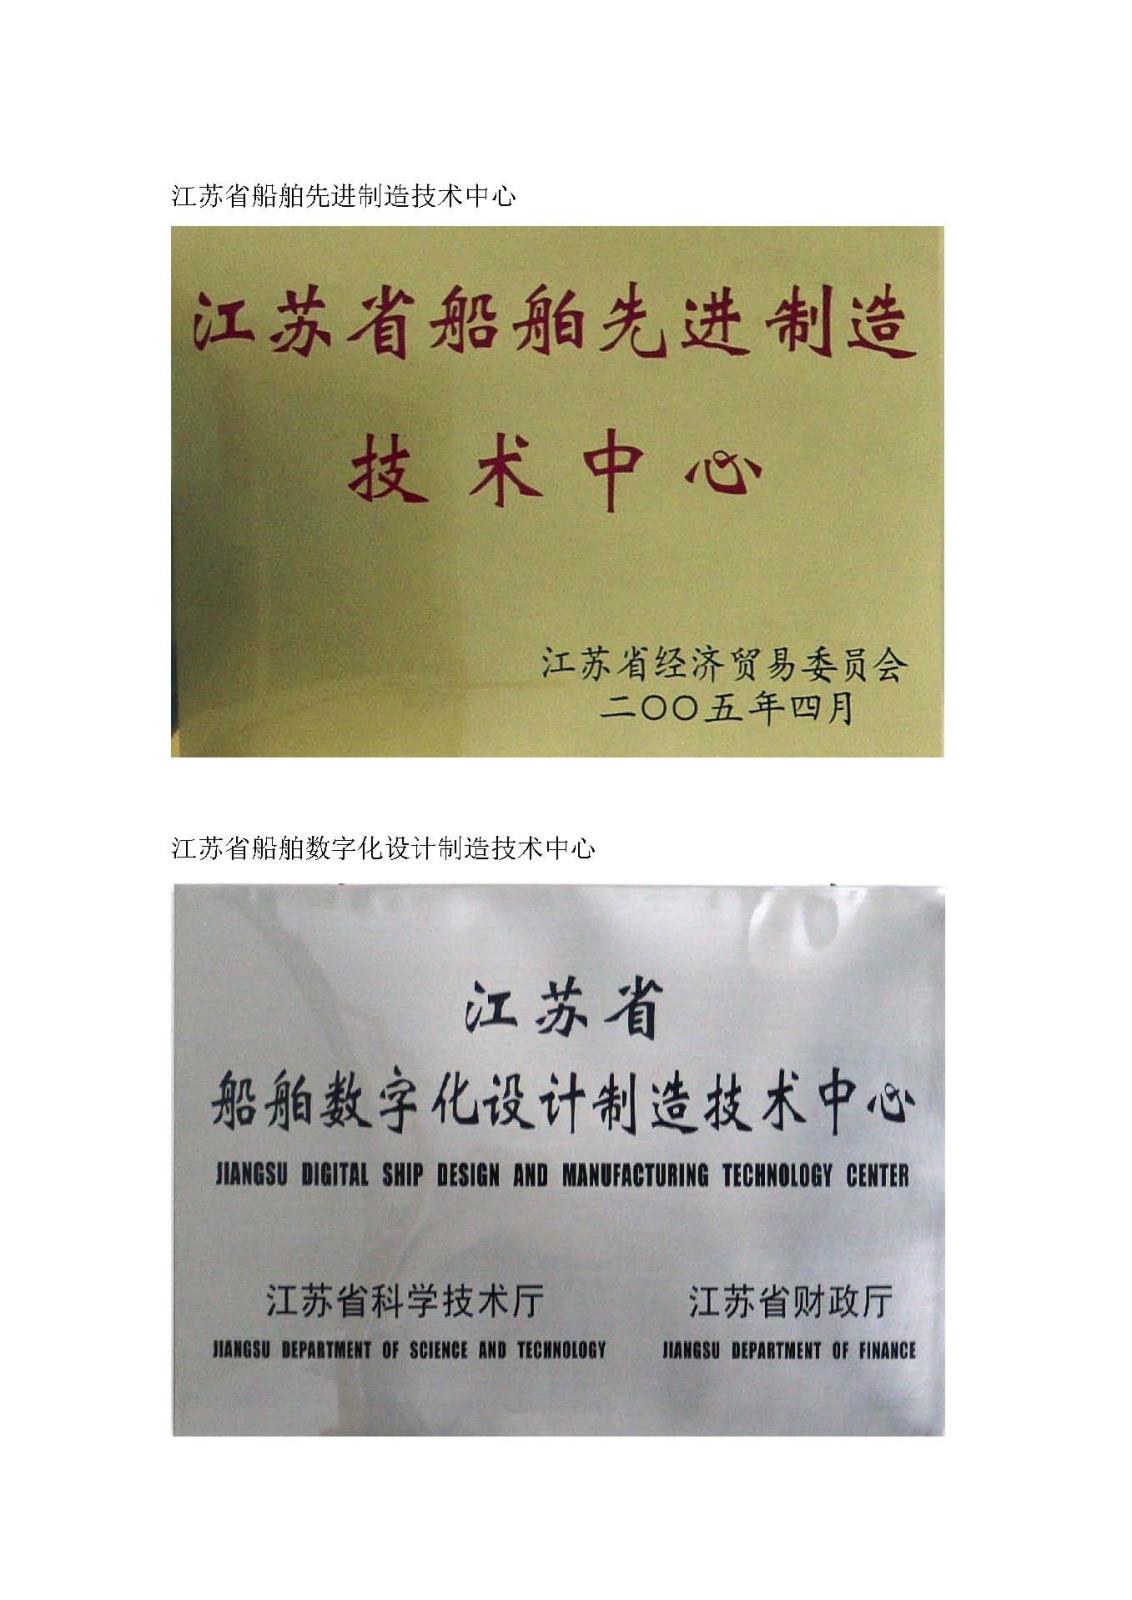 江苏省船舶先进制造技术中心
江苏省船舶先进制造
技术中心
江苏省经济贸易委员会
二〇〇五年四月
江苏省船舶数字化设计制造技术中心
江苏省
船舶数字化设计制造技术中心
JIANGSU DIGITAL SHIP DESIGN AND MANUFACTURING TECHNOLOGY CENTER
江苏省科学技术厅 江苏省财政厅
JIANGSU DEPARTMENT OF SCIENCE AND TECHNOLOGY JIANGSU DEPARTMENT OF FINANCE